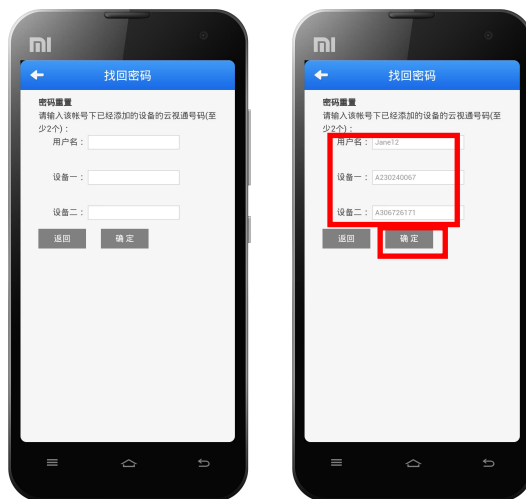 找回密码
密码重置
请输入该帐号下已经添加的设备的云视通号码(至
少2个)：
用户名：
设备一：
设备二：
返回 确 定
找回密码
密码重置
请输入该帐号下已经添加的设备的云视通号码(至
少2个)：
用户名： Jane12
设备一： A230240067
设备二： A306726171
返回 确 定